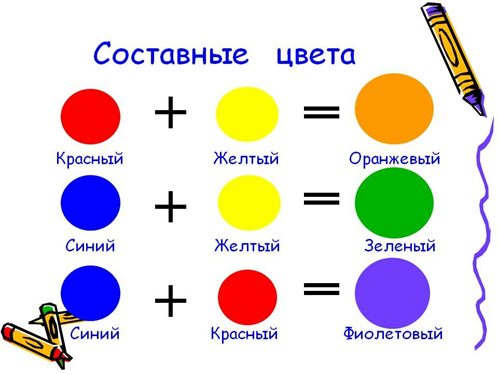 Составные цвета
+ =
Красный Желтый Оранжевый
+ =
Синий Желтый Зеленый
+ =
Синий Красный Фиолетовый